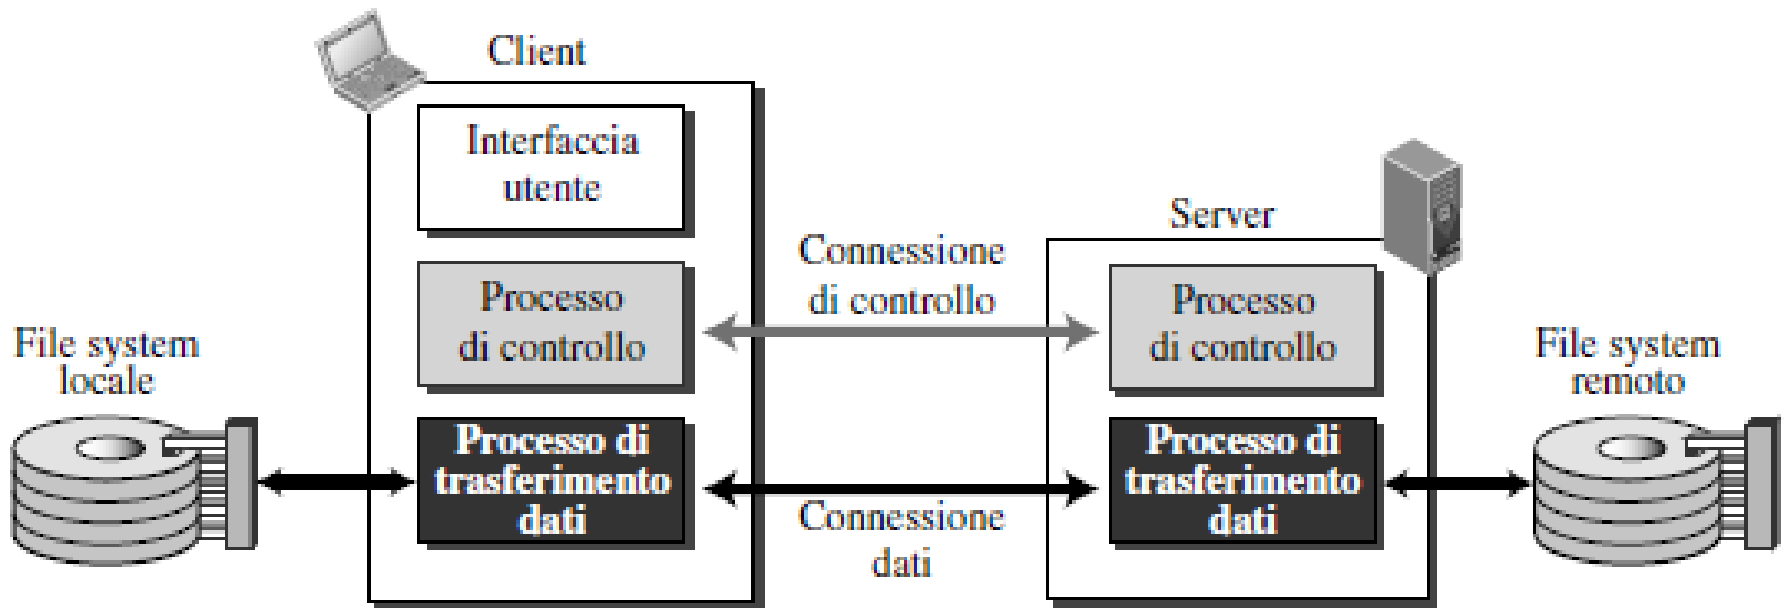 Client
Interfaccia
utente
Server
Connessione
di controllo
Processo
di controllo
Processo
di controllo
File system
locale
File system
remoto
Processo di
trasferimento
dati
Processo di
trasferimento
dati
Connessione
dati